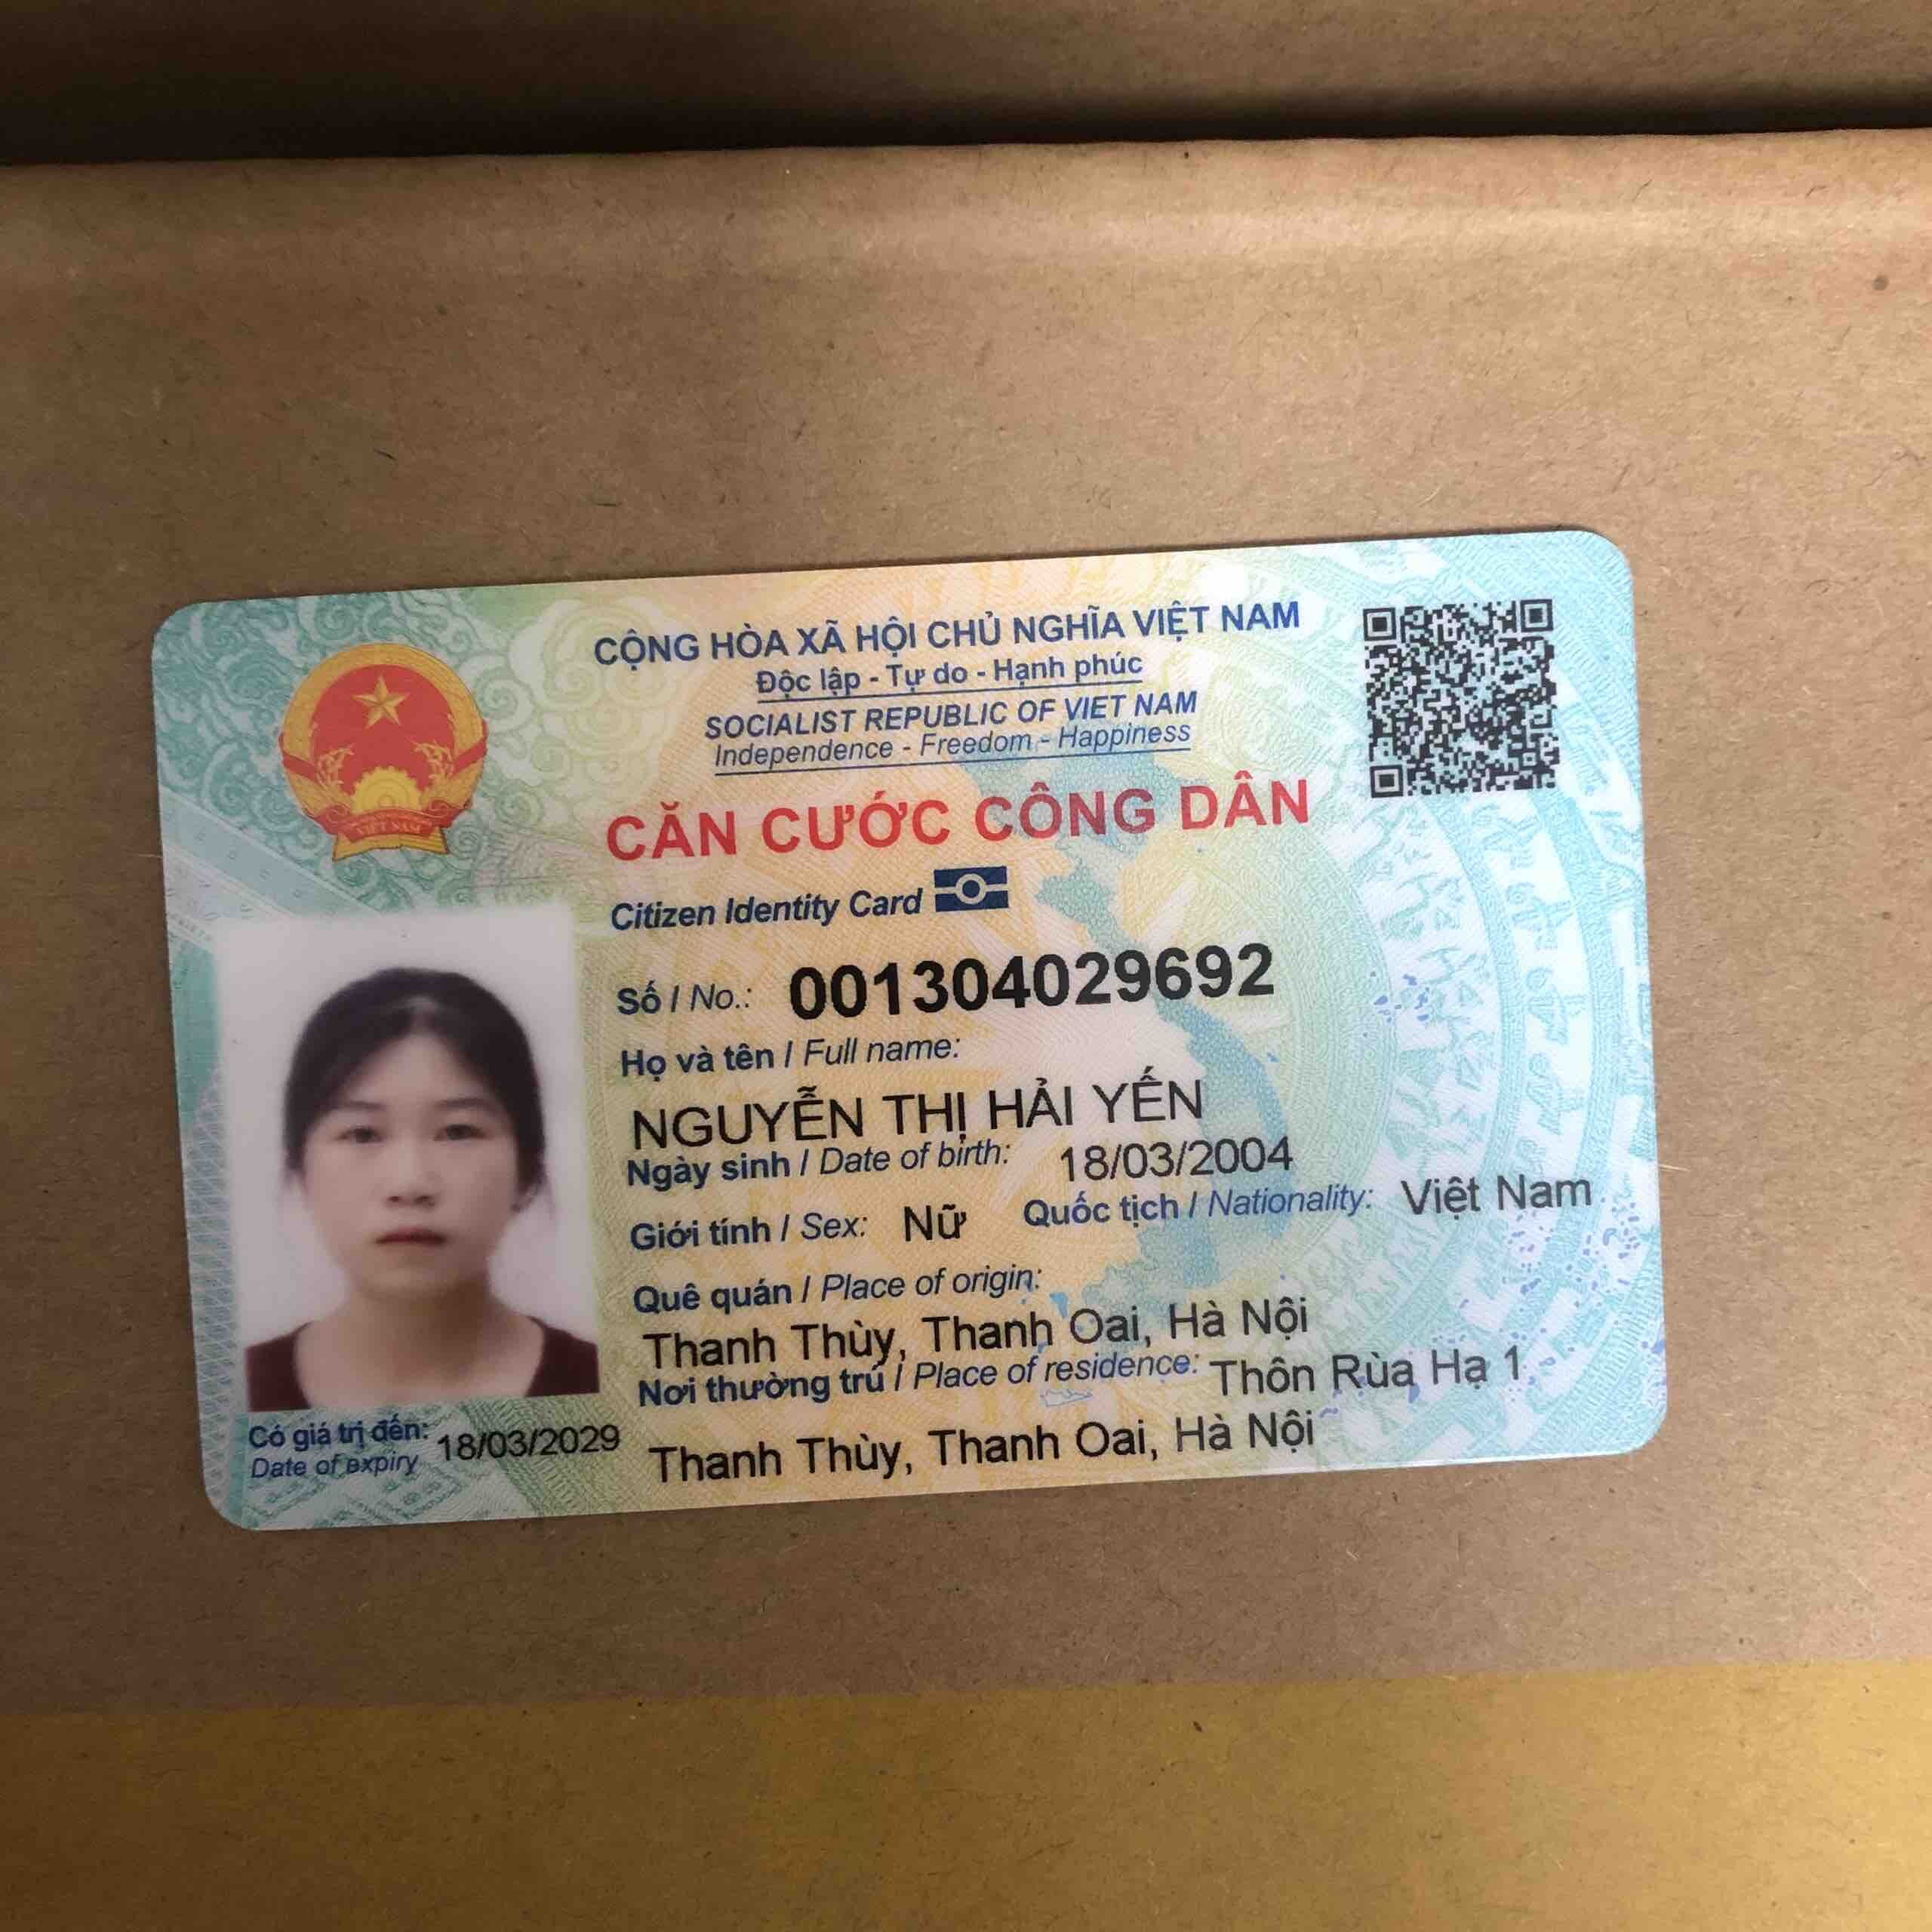 CỘNG HÒA XÃ HỘI CHỦ NGHĨA VIỆT NAM
Độc lập - Tự do - Hạnh phúc
SOCIALIST REPUBLIC OF VIET NAM
Independence - Freedom - Happiness
CĂN CƯỚC CÔNG DÂN
Citizen Identity Card
Số / No.: 001304029692
Họ và tên / Full name:
NGUYỄN THỊ HẢI YẾN
Ngày sinh / Date of birth: 18/03/2004
Giới tính / Sex: Nữ Quốc tịch / Nationality: Việt Nam
Quê quán / Place of origin:
Thanh Thùy, Thanh Oai, Hà Nội
Nơi thường trú / Place of residence: Thôn Rùa Hạ 1
Thanh Thùy, Thanh Oai, Hà Nội
Có giá trị đến: 18/03/2029
Date of expiry
VIỆT NAM